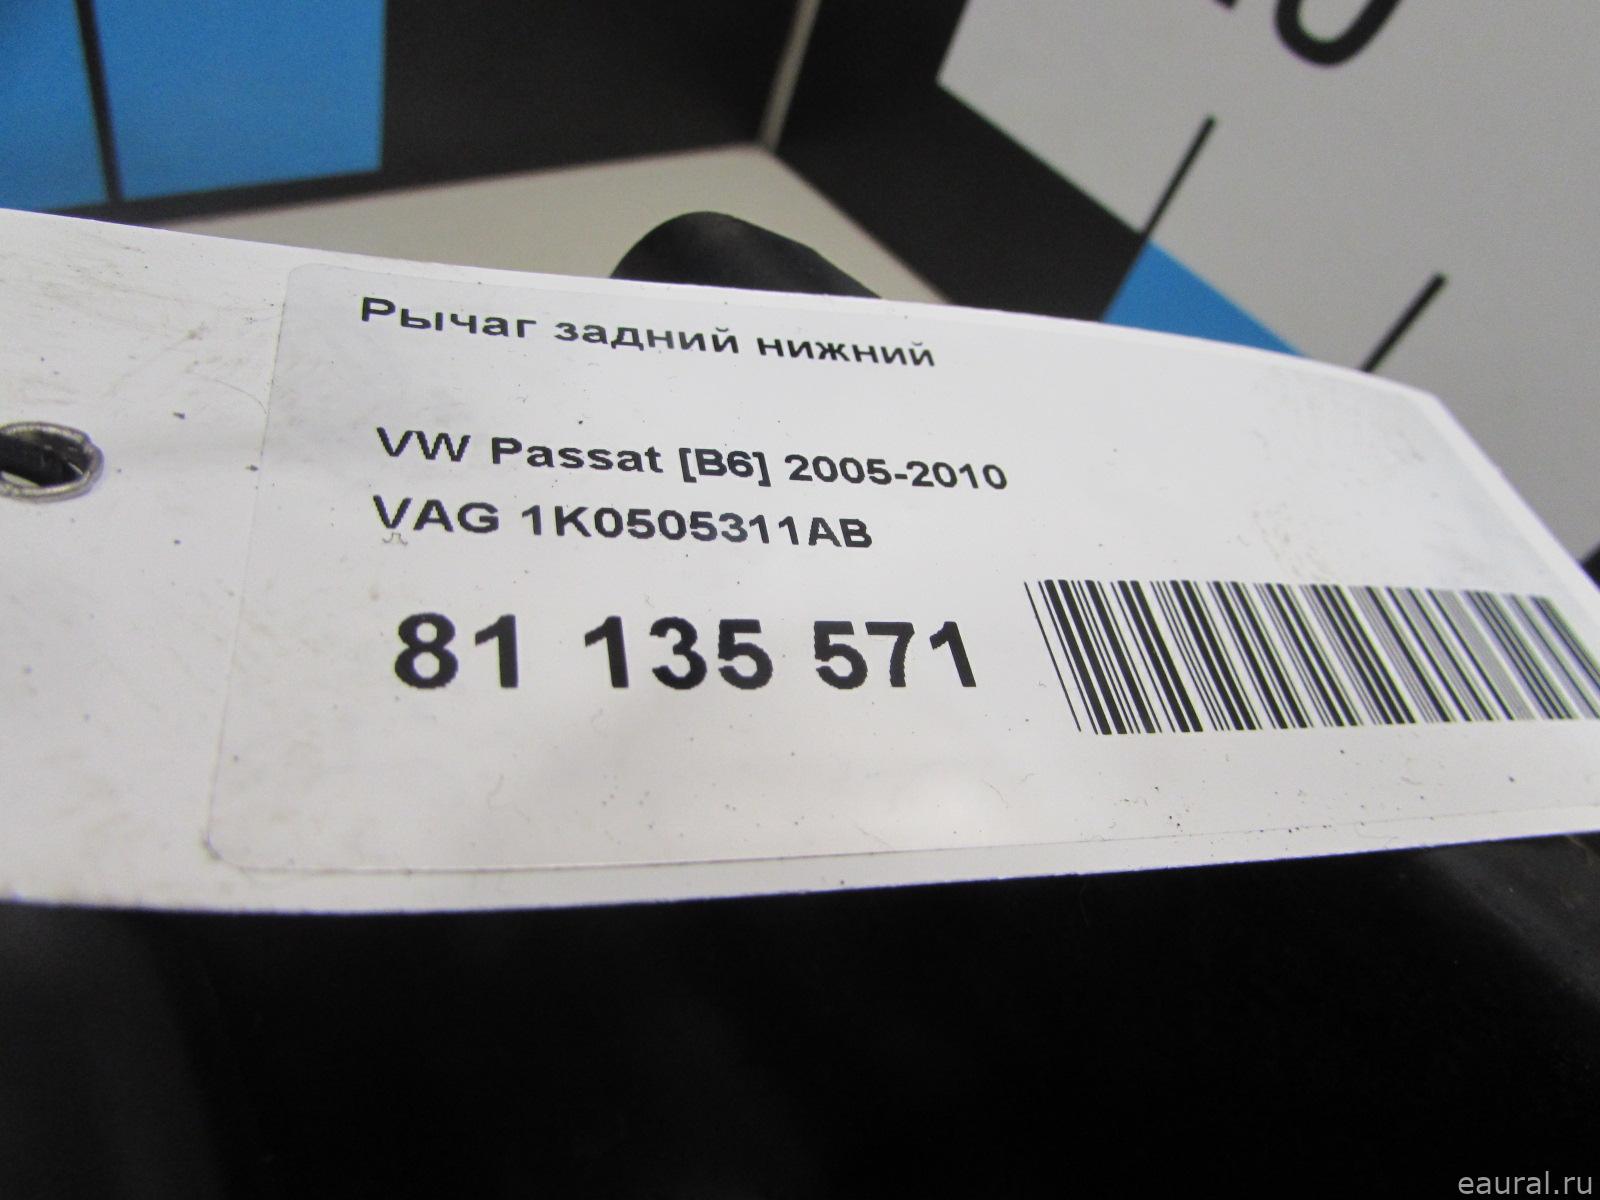 Рычаг задний нижний
VW Passat [B6] 2005-2010
VAG 1K0505311AB
81 135 571
eaural.ru